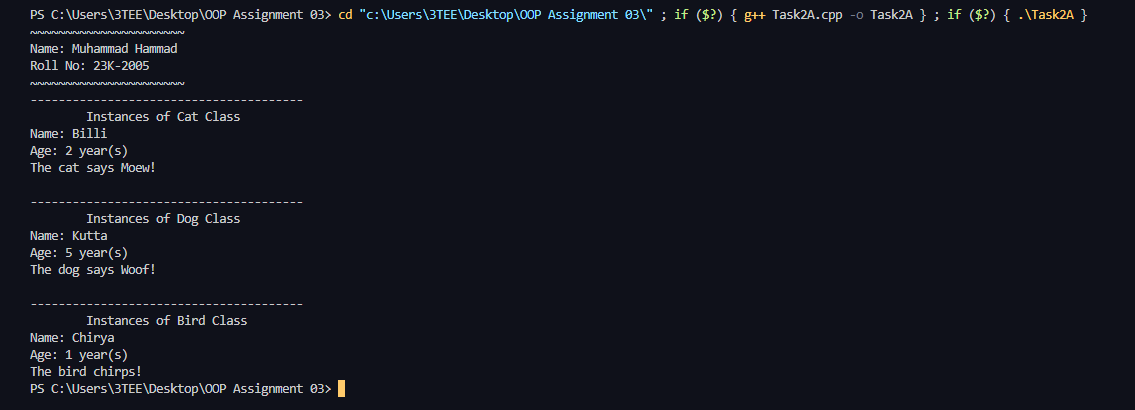 PS C:\Users\3TEE\Desktop\OOP Assignment 03> cd "c:\Users\3TEE\Desktop\OOP Assignment 03\" ; if ($?) { g++ Task2A.cpp -o Task2A } ; if ($?) { .\Task2A }
~~~~~~~~~~~~~~~~~~~~~~
Name: Muhammad Hammad
Roll No: 23K-2005
~~~~~~~~~~~~~~~~~~~~~~
---------------------------------------
        Instances of Cat Class
Name: Billi
Age: 2 year(s)
The cat says Moew!

---------------------------------------
        Instances of Dog Class
Name: Kutta
Age: 5 year(s)
The dog says Woof!

---------------------------------------
        Instances of Bird Class
Name: Chirya
Age: 1 year(s)
The bird chirps!
PS C:\Users\3TEE\Desktop\OOP Assignment 03>